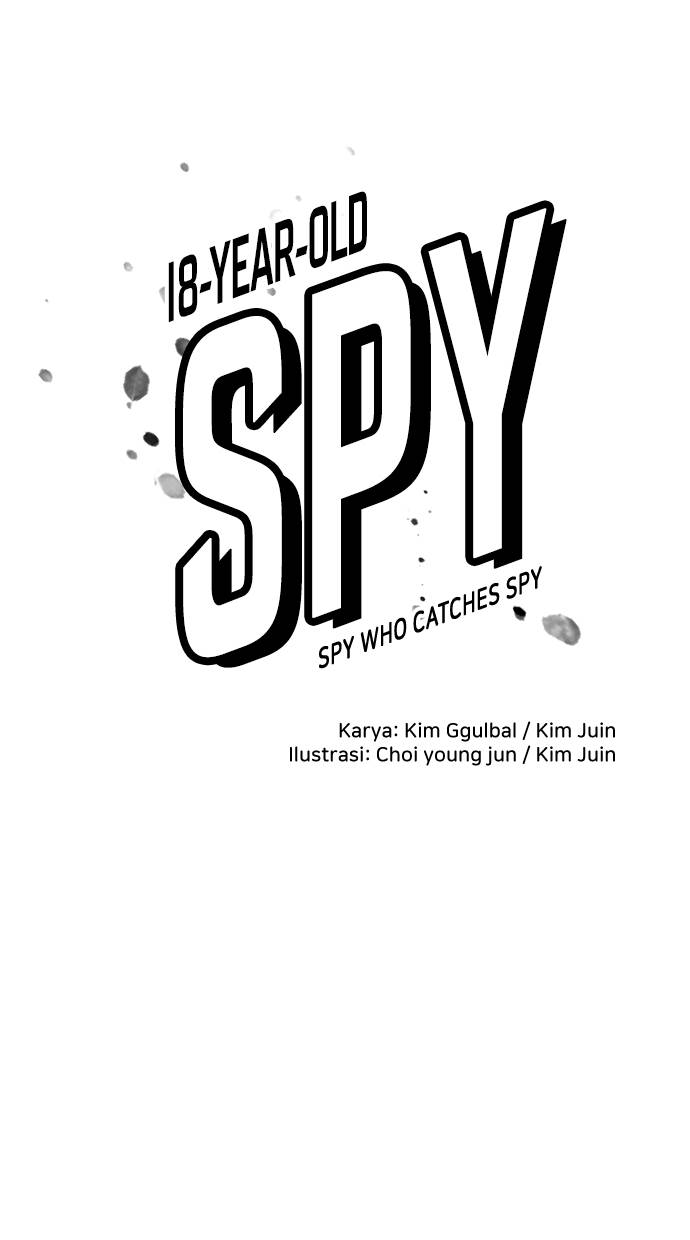 18-YEAR-OLD
SPY
SPY WHO CATCHES SPY
Karya: Kim Ggulbal / Kim Juin
Ilustrasi: Choi young jun / Kim Juin